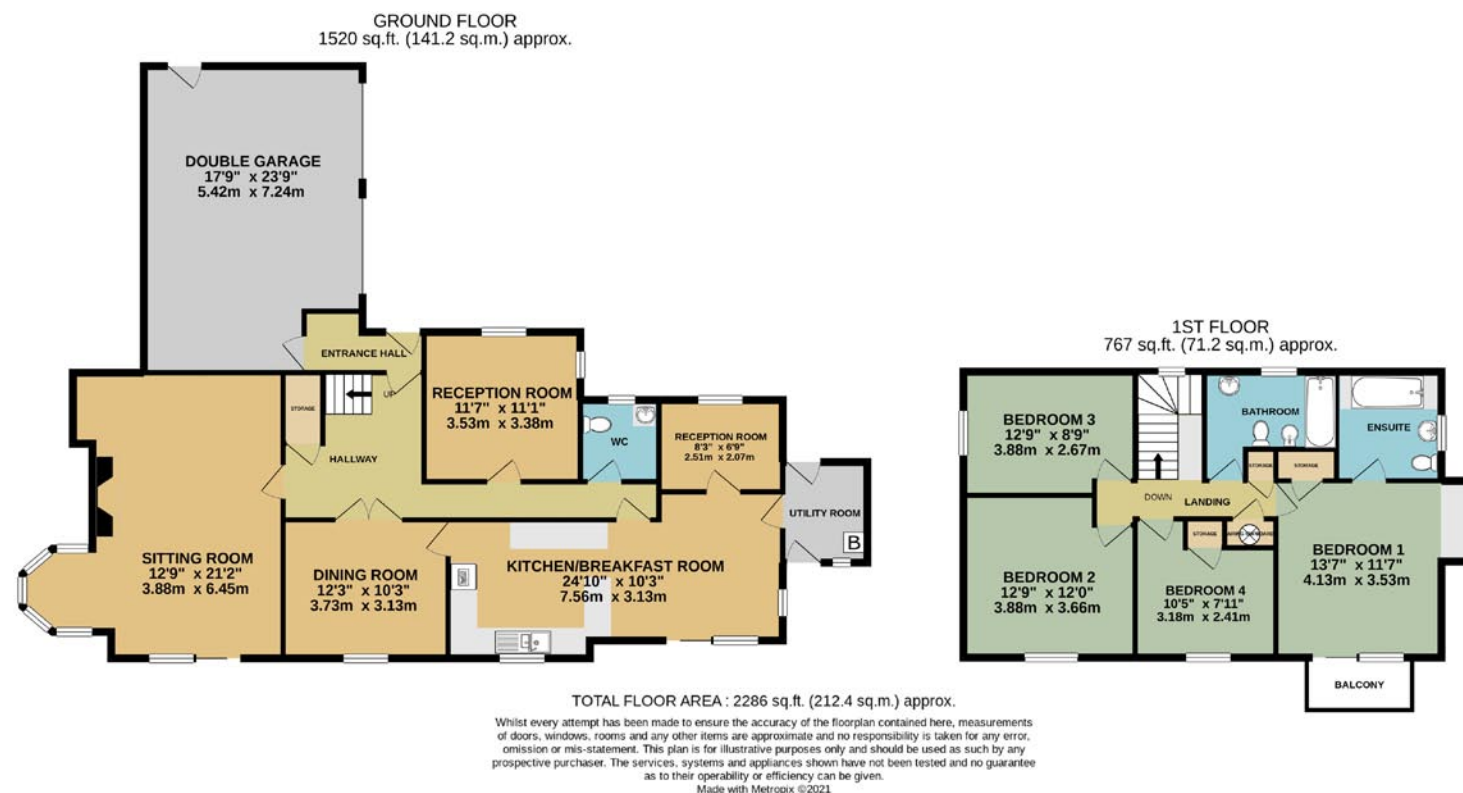 GROUND FLOOR
1520 sq.ft. (141.2 sq.m.) approx.
DOUBLE GARAGE
17'9" x 23'9"
5.42m x 7.24m
ENTRANCE HALL
UP
STORAGE
HALLWAY
RECEPTION ROOM
11'7" x 11'1"
3.53m x 3.38m
WC
RECEPTION ROOM
8'3" x 6'9"
2.51m x 2.07m
UTILITY ROOM
B
SITTING ROOM
12'9" x 21'2"
3.88m x 6.45m
DINING ROOM
12'3" x 10'3"
3.73m x 3.13m
KITCHEN/BREAKFAST ROOM
24'10" x 10'3"
7.56m x 3.13m
1ST FLOOR
767 sq.ft. (71.2 sq.m.) approx.
BEDROOM 3
12'9" x 8'9"
3.88m x 2.67m
BATHROOM
ENSUITE
STORAGE
STORAGE
DOWN
LANDING
BEDROOM 2
12'9" x 12'0"
3.88m x 3.66m
STORAGE
BEDROOM 4
10'5" x 7'11"
3.18m x 2.41m
BEDROOM 1
13'7" x 11'7"
4.13m x 3.53m
BALCONY
TOTAL FLOOR AREA : 2286 sq.ft. (212.4 sq.m.) approx.
Whilst every attempt has been made to ensure the accuracy of the floorplan contained here, measurements
of doors, windows, rooms and any other items are approximate and no responsibility is taken for any error,
omission or mis-statement. This plan is for illustrative purposes only and should be used as such by any
prospective purchaser. The services, systems and appliances shown have not been tested and no guarantee
as to their operability or efficiency can be given.
Made with Metropix ©2021